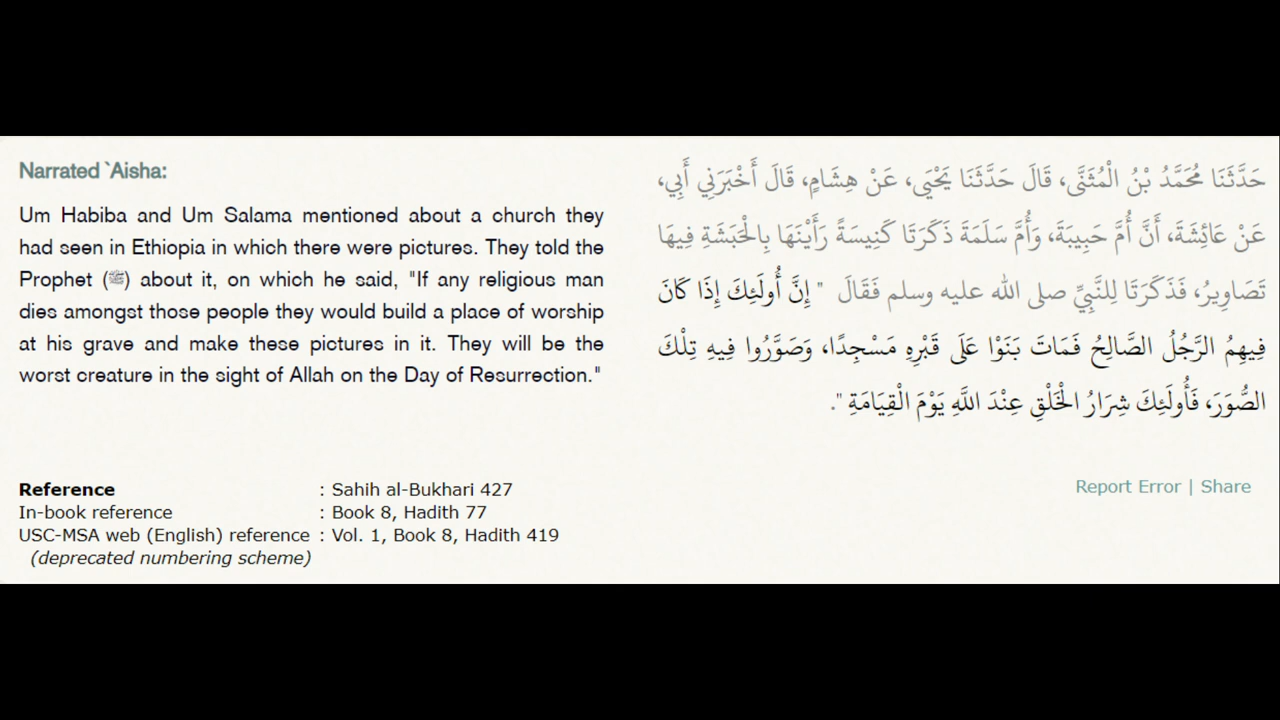 Narrated `Aisha:
Um Habiba and Um Salama mentioned about a church they
had seen in Ethiopia in which there were pictures. They told the
Prophet (ﷺ) about it, on which he said, "If any religious man
dies amongst those people they would build a place of worship
at his grave and make these pictures in it. They will be the
worst creature in the sight of Allah on the Day of Resurrection."
حَدَّثَنَا مُحَمَّدُ بْنُ الْمُثَنَّى، قَالَ حَدَّثَنَا يَحْيَى، عَنْ هِشَامٍ، قَالَ أَخْبَرَنِي أَبِي،
عَنْ عَائِشَةَ، أَنَّ أُمَّ حَبِيبَةَ، وَأُمَّ سَلَمَةَ ذَكَرَتَا كَنِيسَةً رَأَيْنَهَا بِالْحَبَشَةِ فِيهَا
تَصَاوِيرُ، فَذَكَرَتَا لِلنَّبِيِّ صلى الله عليه وسلم فَقَالَ " إِنَّ أُولَئِكَ إِذَا كَانَ
فِيهِمُ الرَّجُلُ الصَّالِحُ فَمَاتَ بَنَوْا عَلَى قَبْرِهِ مَسْجِدًا، وَصَوَّرُوا فِيهِ تِلْكَ
الصُّوَرَ، فَأُولَئِكَ شِرَارُ الْخَلْقِ عِنْدَ اللَّهِ يَوْمَ الْقِيَامَةِ ".
Reference : Sahih al-Bukhari 427
In-book reference : Book 8, Hadith 77
USC-MSA web (English) reference : Vol. 1, Book 8, Hadith 419
(deprecated numbering scheme)
Report Error | Share